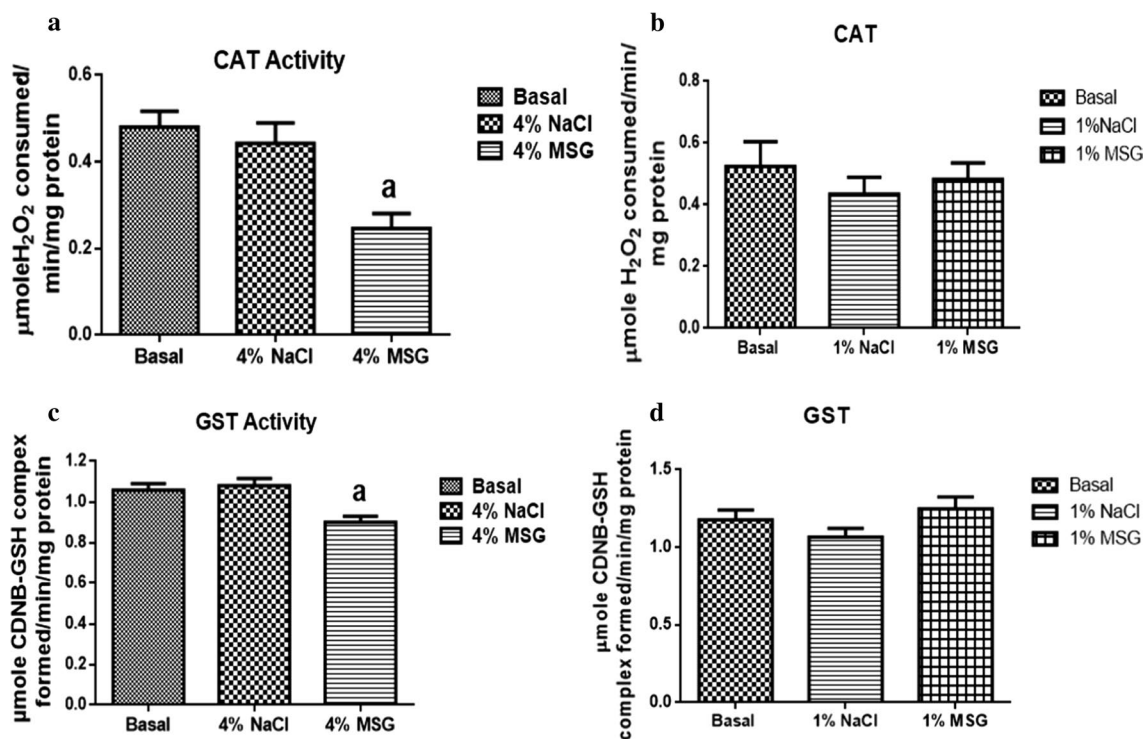 a
CAT Activity
μmoleH₂O₂ consumed/
min/mg protein
0.6
0.4
0.2
0.0
a
Basal
4% NaCl
4% MSG
Basal
4% NaCl
4% MSG
b
CAT
μmole H₂O₂ consumed/min/
mg protein
0.8
0.6
0.4
0.2
0.0
Basal
1% NaCl
1% MSG
Basal
1%NaCl
1% MSG
c
GST Activity
μmole CDNB-GSH compex
formed/min/mg protein
1.2
1.0
0.8
0.6
0.4
0.2
0.0
a
Basal
4% NaCl
4% MSG
Basal
4% NaCl
4% MSG
d
GST
μmole CDNB-GSH
complex formed/min/mg protein
1.5
1.0
0.5
0.0
Basal
1% NaCl
1% MSG
Basal
1% NaCl
1% MSG